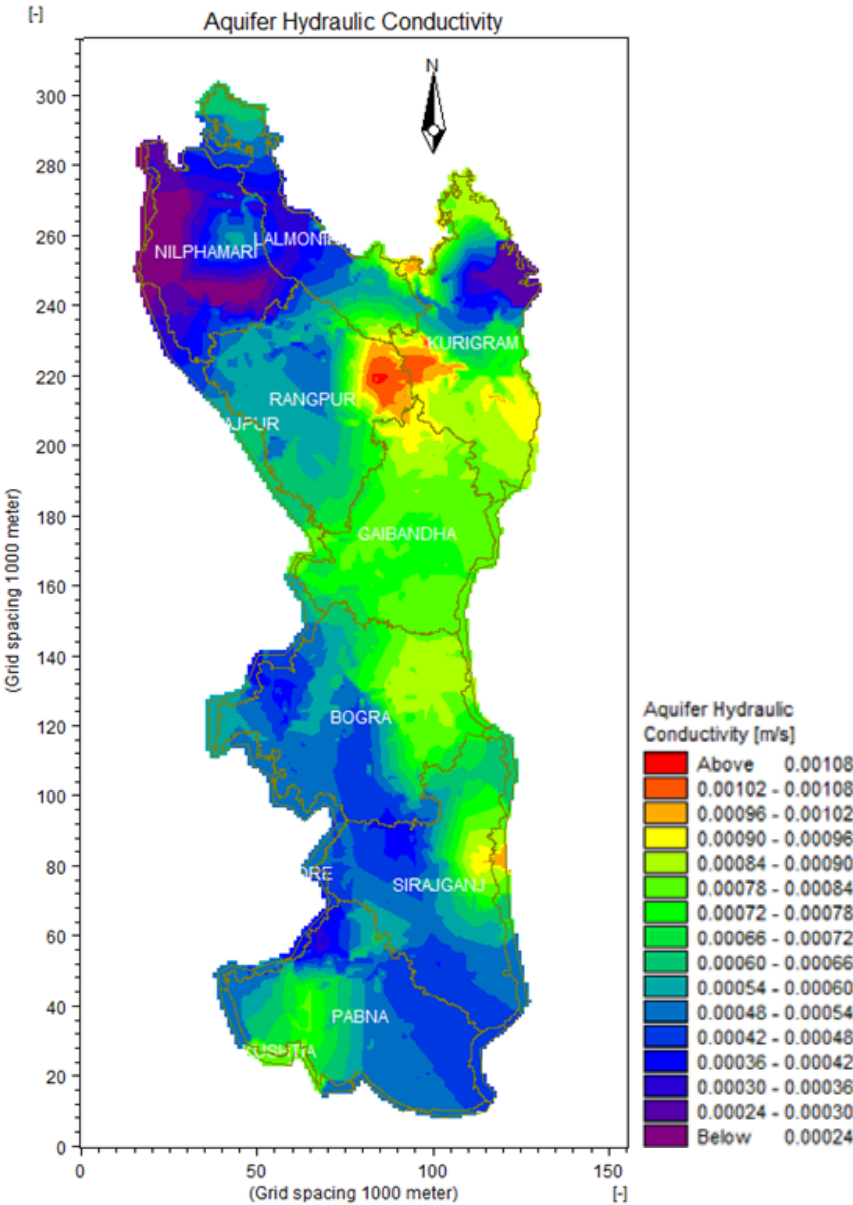 [-]
Aquifer Hydraulic Conductivity
N
300
280
260
240
220
200
180
160
140
120
100
80
60
40
20
0
(Grid spacing 1000 meter)
NILPHAMARI
LALMONI
KURIGRAM
RANGPUR
AJPUR
GAIBANDHA
BOGRA
ORE
SIRAJGANJ
PABNA
KUSHTIA
0
50
100
150
(Grid spacing 1000 meter)
[-]
Aquifer Hydraulic
Conductivity [m/s]
Above 0.00108
0.00102 - 0.00108
0.00096 - 0.00102
0.00090 - 0.00096
0.00084 - 0.00090
0.00078 - 0.00084
0.00072 - 0.00078
0.00066 - 0.00072
0.00060 - 0.00066
0.00054 - 0.00060
0.00048 - 0.00054
0.00042 - 0.00048
0.00036 - 0.00042
0.00030 - 0.00036
0.00024 - 0.00030
Below 0.00024